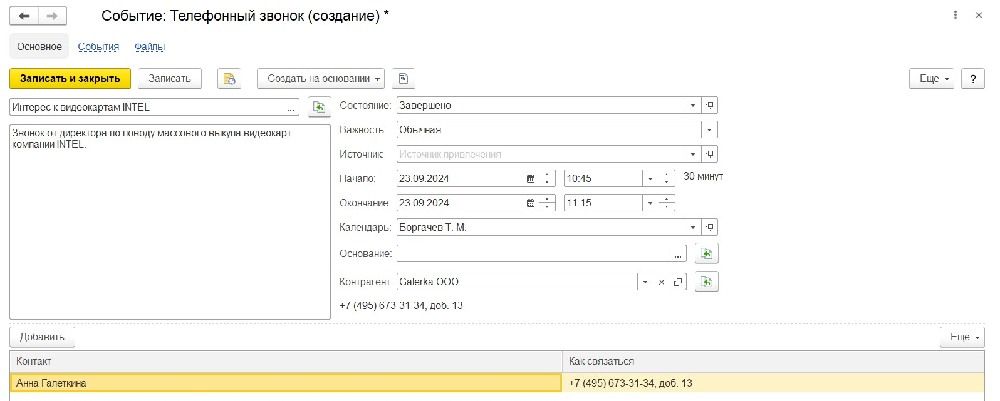 Событие: Телефонный звонок (создание) *
Основное События Файлы
Записать и закрыть Записать Создать на основании Еще ?
Интерес к видеокартам INTEL ...
Звонок от директора по поводу массового выкупа видеокарт
компании INTEL.
Состояние: Завершено
Важность: Обычная
Источник: Источник привлечения
Начало: 23.09.2024 10:45 30 минут
Окончание: 23.09.2024 11:15
Календарь: Боргачев Т. М.
Основание: ...
Контрагент: Galerka ООО
+7 (495) 673-31-34, доб. 13
Добавить Еще
Контакт Как связаться
Анна Галеткина +7 (495) 673-31-34, доб. 13